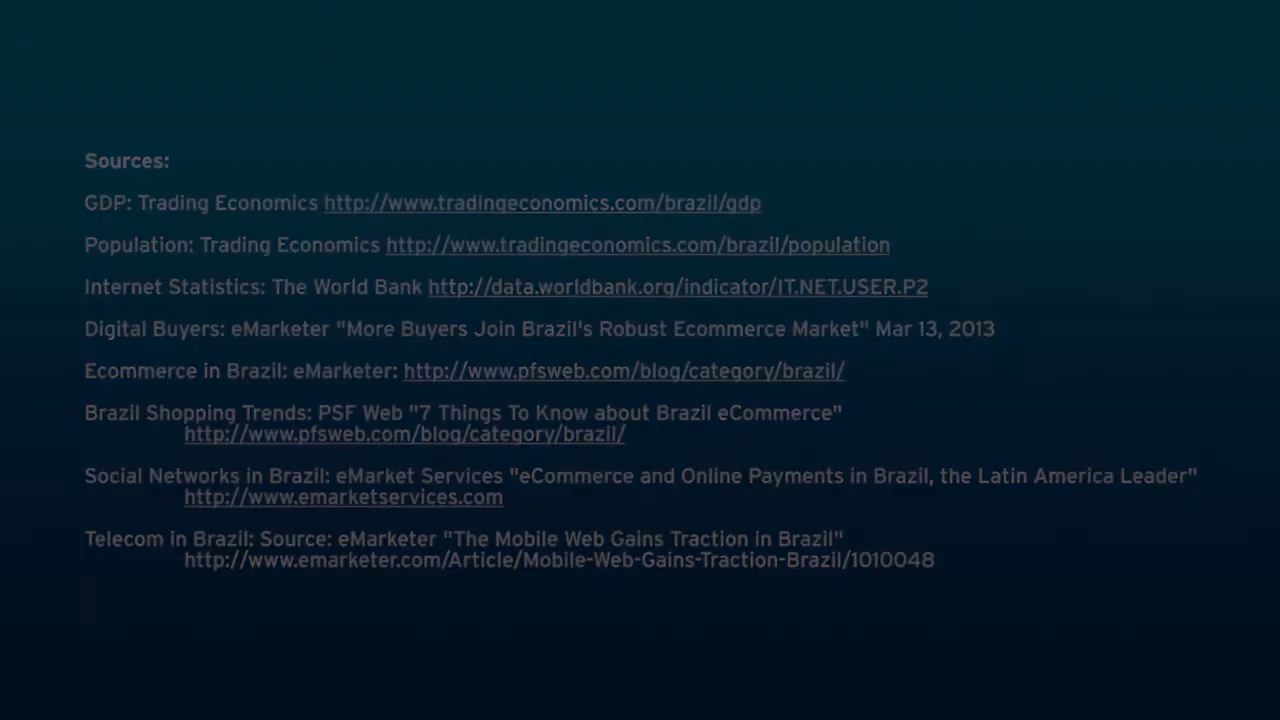 Sources:
GDP: Trading Economics http://www.tradingeconomics.com/brazil/gdp
Population: Trading Economics http://www.tradingeconomics.com/brazil/population
Internet Statistics: The World Bank http://data.worldbank.org/indicator/IT.NET.USER.P2
Digital Buyers: eMarketer "More Buyers Join Brazil's Robust Ecommerce Market" Mar 13, 2013
Ecommerce in Brazil: eMarketer: http://www.pfsweb.com/blog/category/brazil/
Brazil Shopping Trends: PSF Web "7 Things To Know about Brazil eCommerce"
http://www.pfsweb.com/blog/category/brazil/
Social Networks in Brazil: eMarket Services "eCommerce and Online Payments in Brazil, the Latin America Leader"
http://www.emarketservices.com
Telecom in Brazil: Source: eMarketer "The Mobile Web Gains Traction in Brazil"
http://www.emarketer.com/Article/Mobile-Web-Gains-Traction-Brazil/1010048